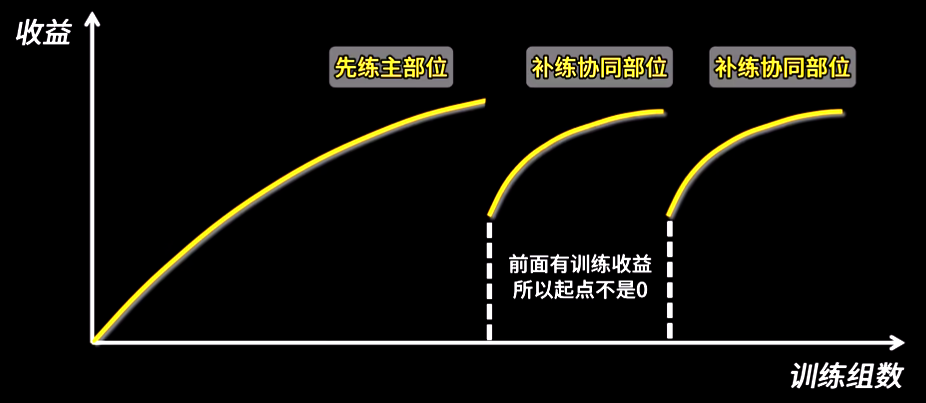 收益
先练主部位
补练协同部位
补练协同部位
前面有训练收益
所以起点不是0
训练组数